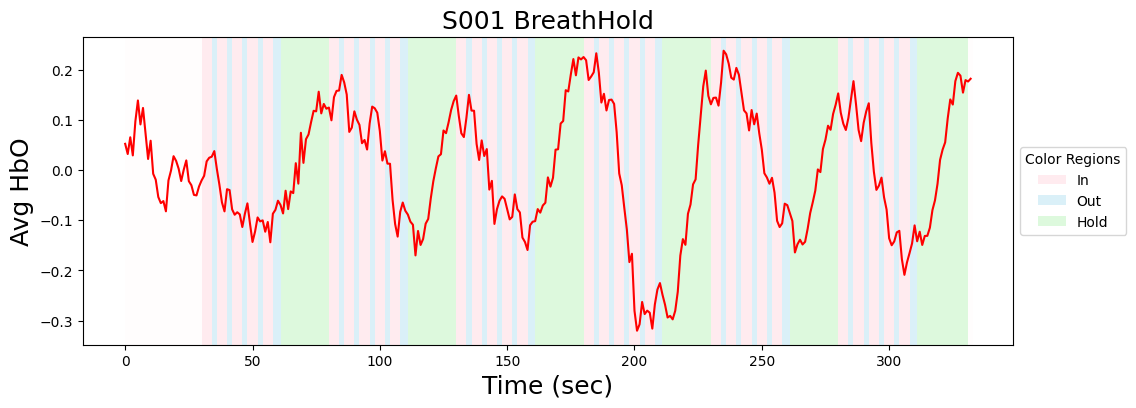 S001 BreathHold
Avg HbO
0.2
0.1
0.0
−0.1
−0.2
−0.3
0
50
100
150
200
250
300
Time (sec)
Color Regions
In
Out
Hold